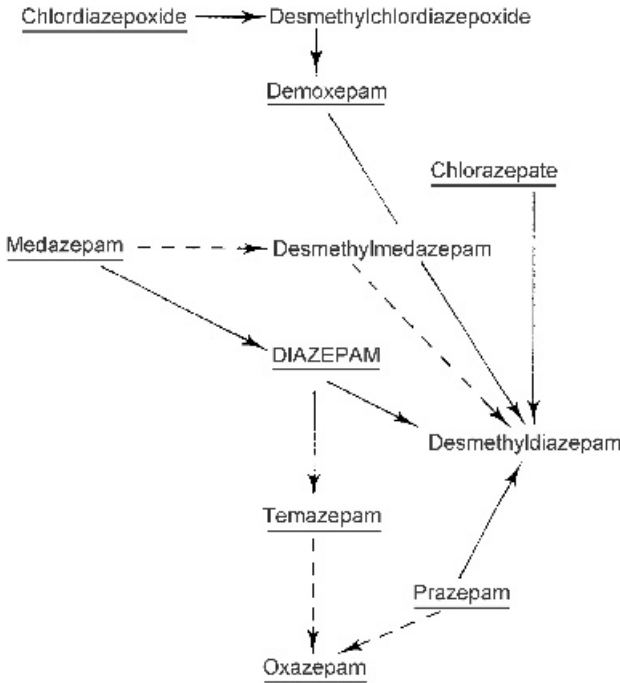 Chlordiazepoxide Desmethylchlordiazepoxide
Demoxepam
Chlorazepate
Medazepam Desmethylmedazepam
DIAZEPAM
Desmethyldiazepam
Temazepam
Prazepam
Oxazepam